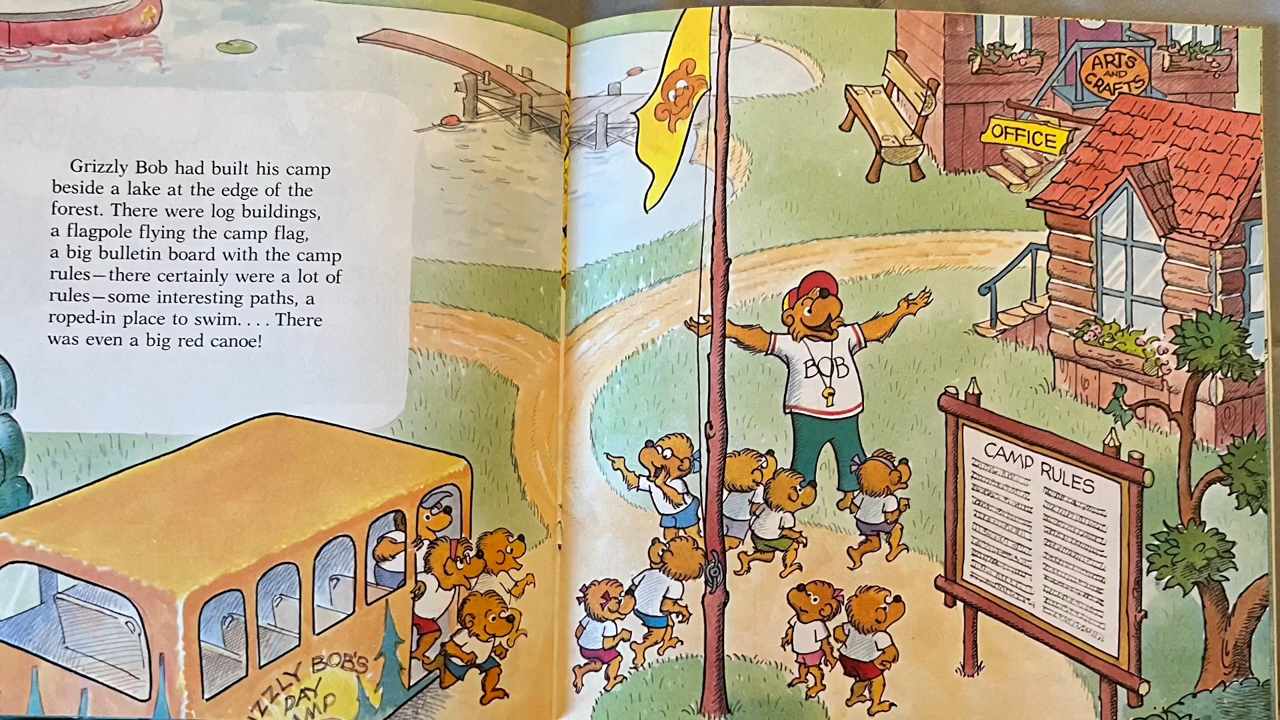 Grizzly Bob had built his camp
beside a lake at the edge of the
forest. There were log buildings,
a flagpole flying the camp flag,
a big bulletin board with the camp
rules—there certainly were a lot of
rules—some interesting paths, a
roped-in place to swim. . . . There
was even a big red canoe!
IZZLY BOB'S
DAY
AMP
ARTS
AND
CRAFTS
OFFICE
BOB
CAMP RULES